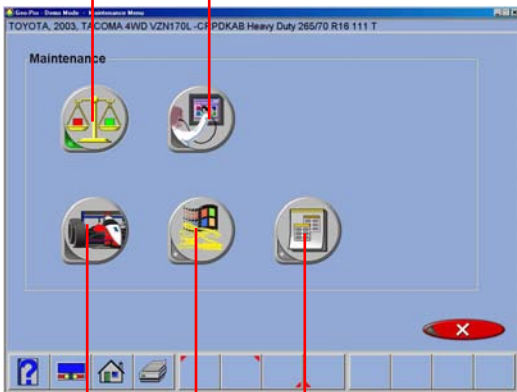 Geo Pro - Demo Mode - Maintenance Menu
TOYOTA, 2003, TACOMA 4WD VZN170L -CRPDKAB Heavy Duty 265/70 R16 111 T
Maintenance